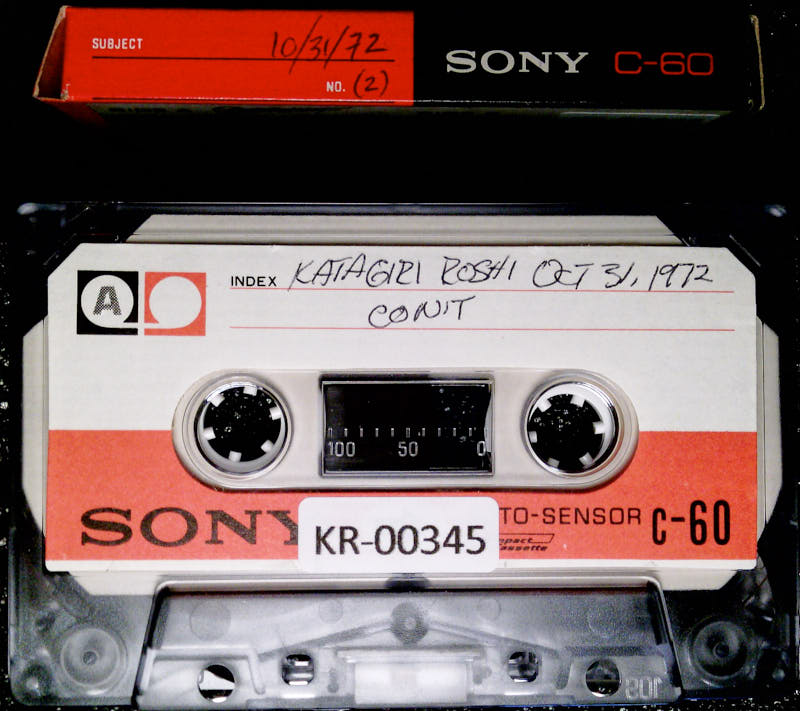 SUBJECT 10/31/72
NO. (2)
SONY C-60
A
INDEX KATAGIRI ROSHI OCT 31, 1972
CON'T
100 50 0
SONY
TO-SENSOR C-60
KR-00345